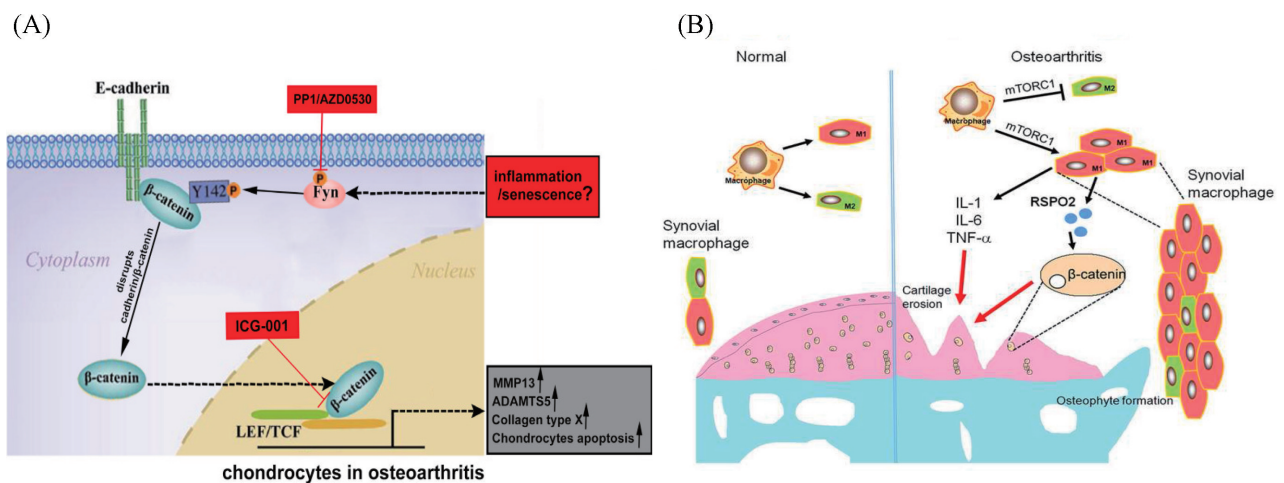 (A)
E-cadherin
PP1/AZD0530
P
Fyn
inflammation
/senescence?
Y142
P
β-catenin
Cytoplasm
disrupts
cadherin/β-catenin
Nucleus
ICG-001
β-catenin
β-catenin
LEF/TCF
MMP13
ADAMTS5
Collagen type X
Chondrocytes apoptosis
chondrocytes in osteoarthritis
(B)
Normal
Osteoarthritis
Macrophage
M1
M2
Synovial
macrophage
Macrophage
mTORC1
M2
mTORC1
M1
M1
M1
IL-1
IL-6
TNF-α
RSPO2
β-catenin
Synovial
macrophage
Cartilage
erosion
Osteophyte formation